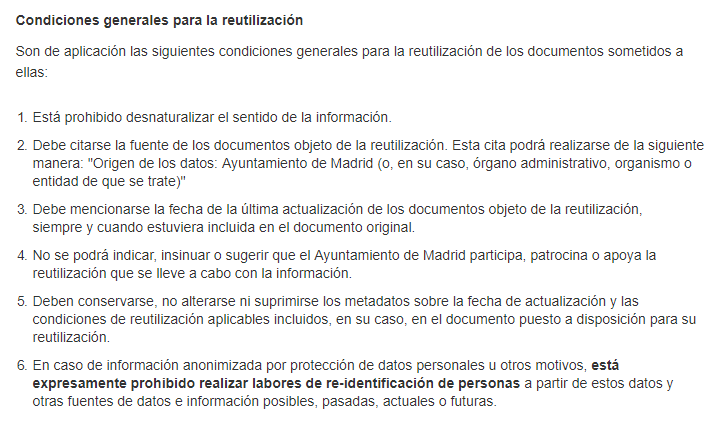 Condiciones generales para la reutilización
Son de aplicación las siguientes condiciones generales para la reutilización de los documentos sometidos a
ellas:
1. Está prohibido desnaturalizar el sentido de la información.
2. Debe citarse la fuente de los documentos objeto de la reutilización. Esta cita podrá realizarse de la siguiente
manera: "Origen de los datos: Ayuntamiento de Madrid (o, en su caso, órgano administrativo, organismo o
entidad de que se trate)"
3. Debe mencionarse la fecha de la última actualización de los documentos objeto de la reutilización,
siempre y cuando estuviera incluida en el documento original.
4. No se podrá indicar, insinuar o sugerir que el Ayuntamiento de Madrid participa, patrocina o apoya la
reutilización que se lleve a cabo con la información.
5. Deben conservarse, no alterarse ni suprimirse los metadatos sobre la fecha de actualización y las
condiciones de reutilización aplicables incluidos, en su caso, en el documento puesto a disposición para su
reutilización.
6. En caso de información anonimizada por protección de datos personales u otros motivos, está
expresamente prohibido realizar labores de re-identificación de personas a partir de estos datos y
otras fuentes de datos e información posibles, pasadas, actuales o futuras.